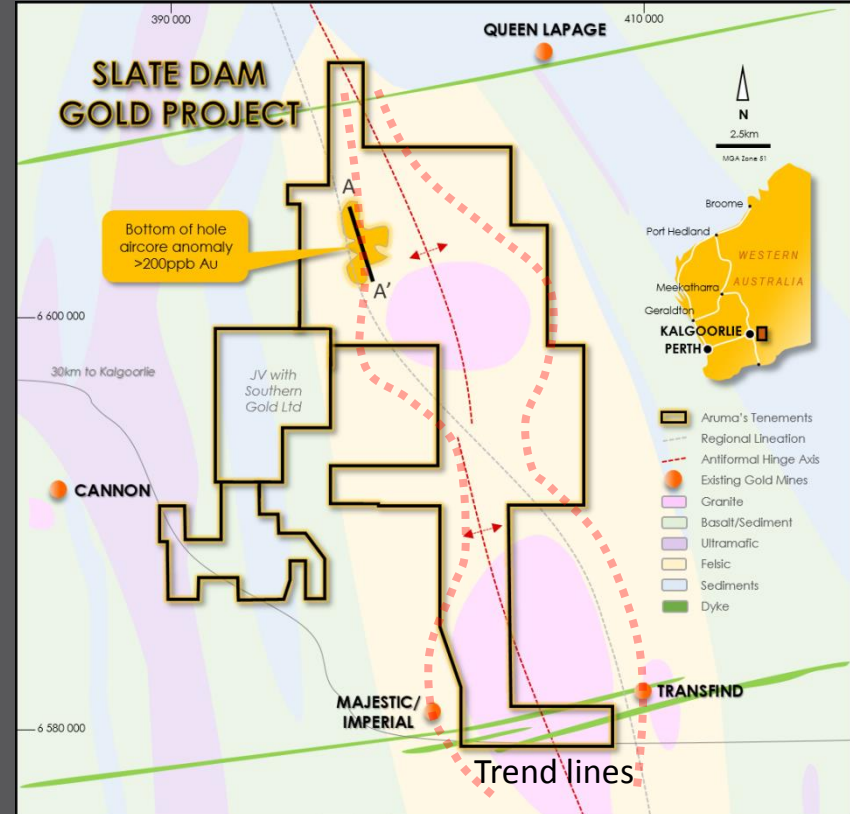 390 000
410 000
QUEEN LAPAGE
SLATE DAM
GOLD PROJECT
N
2.5km
MGA Zone 51
A
Bottom of hole
aircore anomaly
>200ppb Au
A'
Broome
Port Hedland
WESTERN
AUSTRALIA
Meekatharra
Geraldton
KALGOORLIE
PERTH
6 600 000
30km to Kalgoorlie
JV with
Southern
Gold Ltd
CANNON
Aruma's Tenements
Regional Lineation
Antiformal Hinge Axis
Existing Gold Mines
Granite
Basalt/Sediment
Ultramafic
Felsic
Sediments
Dyke
MAJESTIC/
IMPERIAL
TRANSFIND
6 580 000
Trend lines